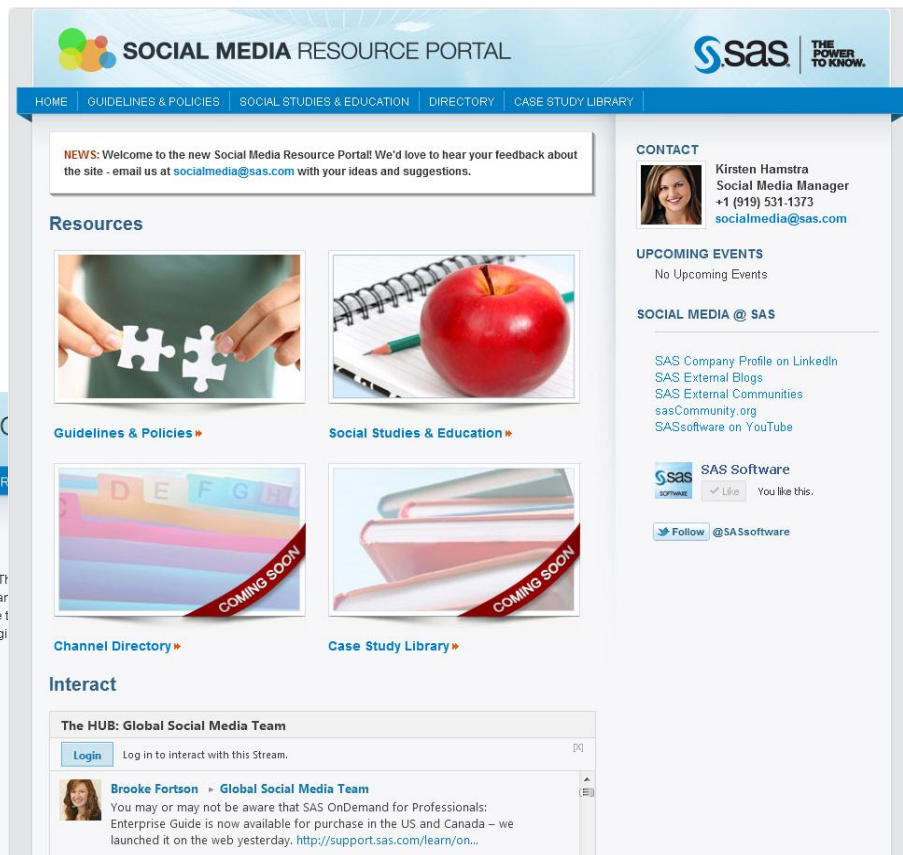 SOCIAL MEDIA RESOURCE PORTAL
sas
THE
POWER
TO KNOW.
HOME
GUIDELINES & POLICIES
SOCIAL STUDIES & EDUCATION
DIRECTORY
CASE STUDY LIBRARY
NEWS: Welcome to the new Social Media Resource Portal! We'd love to hear your feedback about
the site - email us at socialmedia@sas.com with your ideas and suggestions.
Resources
Guidelines & Policies
Social Studies & Education
C D E F G H
COMING SOON
COMING SOON
Channel Directory
Case Study Library
Interact
The HUB: Global Social Media Team
Login
Log in to interact with this Stream.
[X]
Brooke Fortson ▸ Global Social Media Team
You may or may not be aware that SAS OnDemand for Professionals:
Enterprise Guide is now available for purchase in the US and Canada – we
launched it on the web yesterday. http://support.sas.com/learn/on...
CONTACT
Kirsten Hamstra
Social Media Manager
+1 (919) 531-1373
socialmedia@sas.com
UPCOMING EVENTS
No Upcoming Events
SOCIAL MEDIA @ SAS
SAS Company Profile on LinkedIn
SAS External Blogs
SAS External Communities
sasCommunity.org
SASsoftware on YouTube
sas
SOFTWARE
SAS Software
Like
You like this.
Follow
@SASsoftware